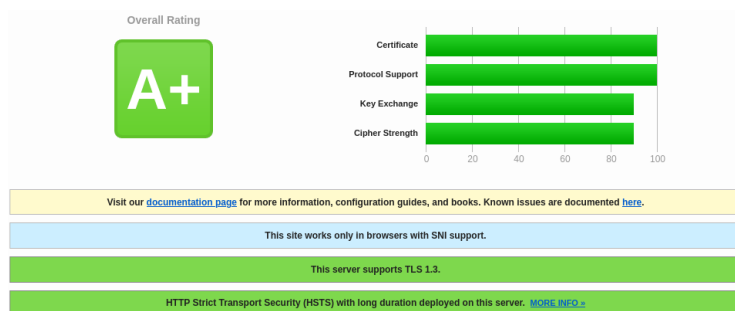 Overall Rating
A+
Certificate
Protocol Support
Key Exchange
Cipher Strength
0 20 40 60 80 100
Visit our documentation page for more information, configuration guides, and books. Known issues are documented here.
This site works only in browsers with SNI support.
This server supports TLS 1.3.
HTTP Strict Transport Security (HSTS) with long duration deployed on this server. MORE INFO »